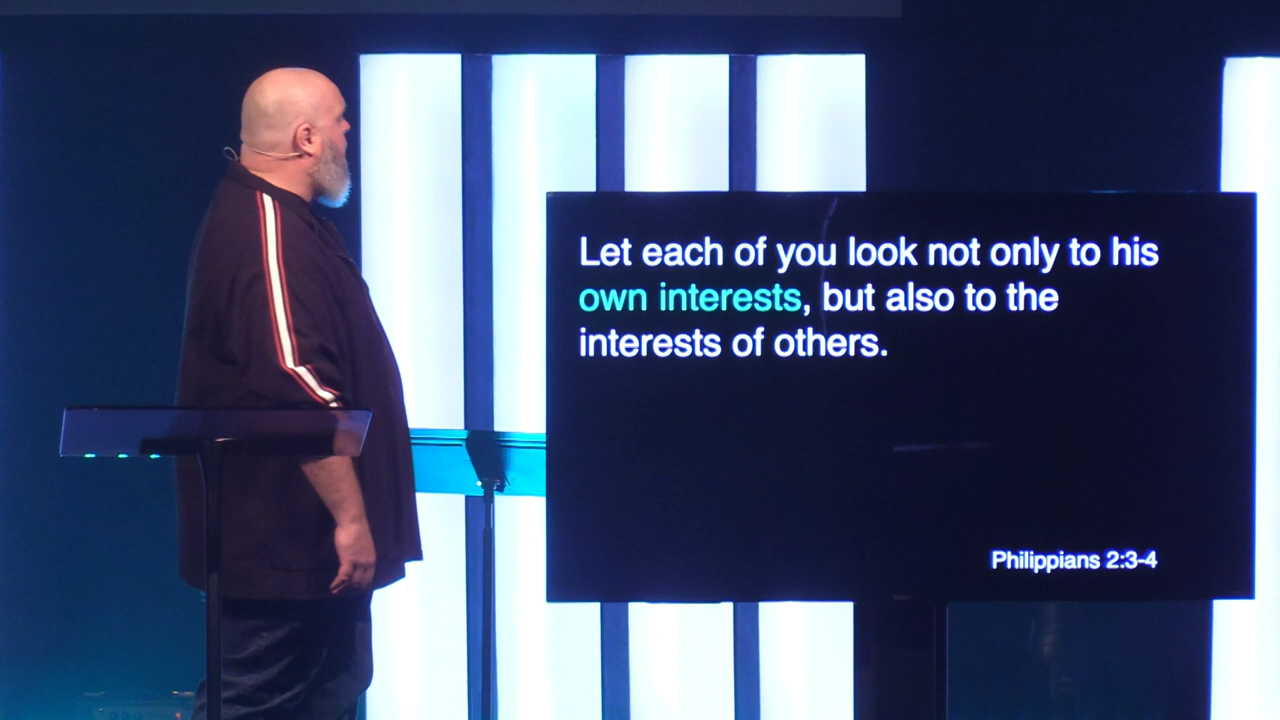 Let each of you look not only to his
own interests, but also to the
interests of others.
Philippians 2:3-4